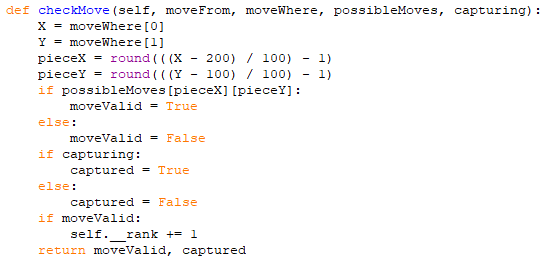 def checkMove(self, moveFrom, moveWhere, possibleMoves, capturing):
    X = moveWhere[0]
    Y = moveWhere[1]
    pieceX = round(((X - 200) / 100) - 1)
    pieceY = round(((Y - 100) / 100) - 1)
    if possibleMoves[pieceX][pieceY]:
        moveValid = True
    else:
        moveValid = False
    if capturing:
        captured = True
    else:
        captured = False
    if moveValid:
        self.__rank += 1
    return moveValid, captured